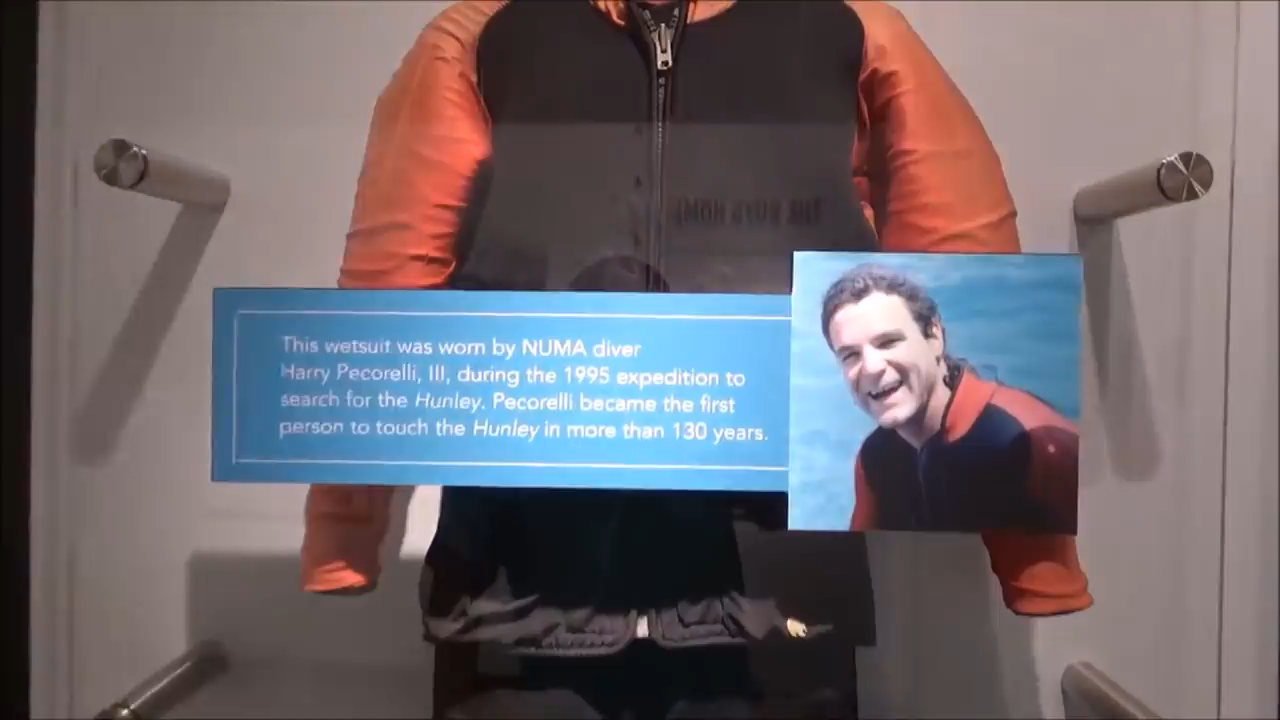 This wetsuit was worn by NUMA diver
Harry Pecorelli, III, during the 1995 expedition to
search for the Hunley. Pecorelli became the first
person to touch the Hunley in more than 130 years.